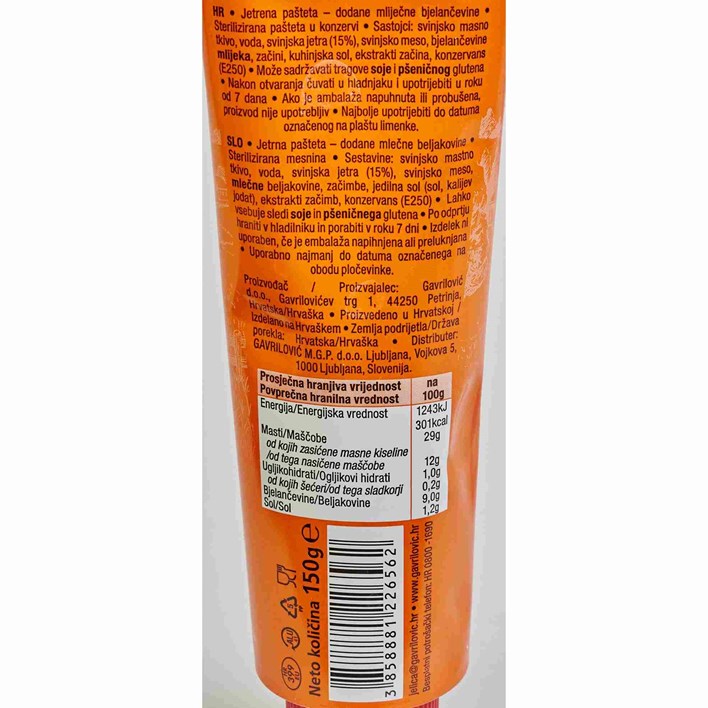 HR • Jetrena pašteta – dodane mliječne bjelančevine •
Sterilizirana pašteta u konzervi • Sastojci: svinjsko masno
tkivo, voda, svinjska jetra (15%), svinjsko meso, bjelančevine
mlijeka, začini, kuhinjska sol, ekstrakti začina, konzervans
(E250) • Može sadržavati tragove soje i pšeničnog glutena
• Nakon otvaranja čuvati u hladnjaku i upotrijebiti u roku
od 7 dana • Ako je ambalaža napuhnuta ili probušena,
proizvod nije upotrebljiv • Najbolje upotrijebiti do datuma
označenog na plaštu limenke.
SLO • Jetrna pašteta – dodane mlečne beljakovine •
Sterilizirana mesnina • Sestavine: svinjsko mastno
tkivo, voda, svinjska jetra (15%), svinjsko meso,
mlečne beljakovine, začimbe, jedilna sol (sol, kalijev
jodat), ekstrakti začimb, konzervans (E250) • Lahko
vsebuje sledi soje in pšeničnega glutena • Po odprtju
hraniti v hladilniku in porabiti v roku 7 dni • Izdelek ni
uporaben, če je embalaža napihnjena ali preluknjana
• Uporabno najmanj do datuma označenega na
obodu pločevinke.
Proizvođač / Proizvajalec: Gavrilović
d.o.o., Gavrilovićev trg 1, 44250 Petrinja,
Hrvatska/Hrvaška • Proizvedeno u Hrvatskoj /
Izdelano na Hrvaškem • Zemlja podrijetla/Država
porekla: Hrvatska/Hrvaška • Distributer:
GAVRILOVIĆ M.G.P. d.o.o. Ljubljana, Vojkova 5,
1000 Ljubljana, Slovenija.
Prosječna hranjiva vrijednost na
Povprečna hranilna vrednost 100g
Energija/Energijska vrednost 1243kJ
301kcal
Masti/Maščobe 29g
od kojih zasićene masne kiseline
/od tega nasičene maščobe 12g
Ugljikohidrati/Ogljikovi hidrati 1,0g
od kojih šećeri/od tega sladkorji 0,2g
Bjelančevine/Beljakovine 9,0g
Sol/Sol 1,2g
Neto količina 150g e
3 858881 226562
jelica@gavrilovic.hr • www.gavrilovic.hr
Besplatni potrošački telefon: HR 0800 -1690
ALU
41
5
PP
399